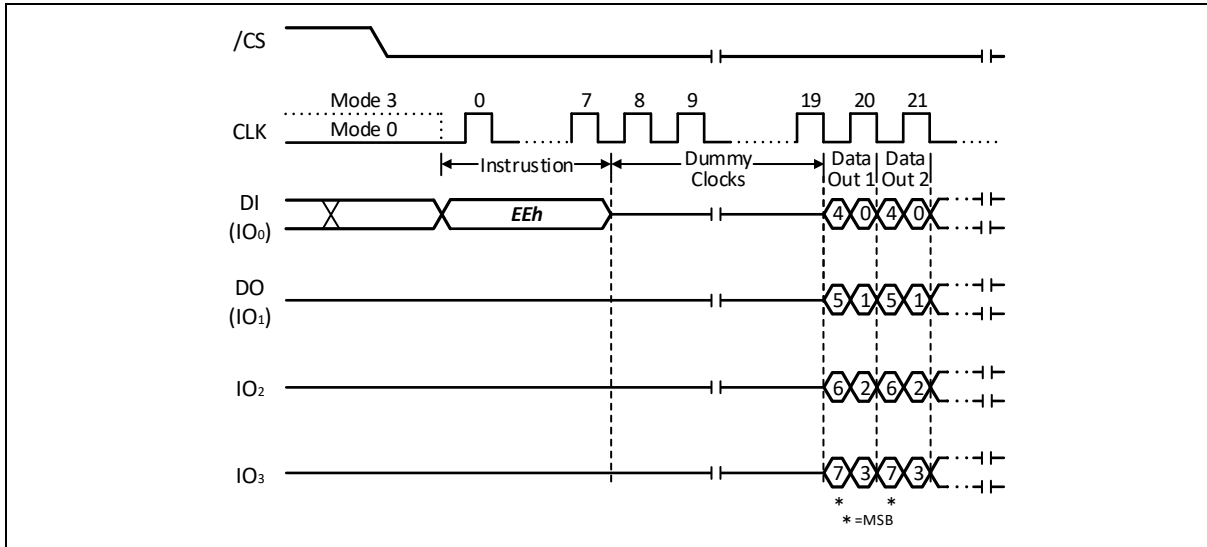 /CS
Mode 3 0 7 8 9 19 20 21
CLK Mode 0
Instrustion Dummy Clocks Data Out 1 Data Out 2
DI (IO₀) EEh 4 0 4 0
DO (IO₁) 5 1 5 1
IO₂ 6 2 6 2
IO₃ 7 3 7 3
* *
* =MSB